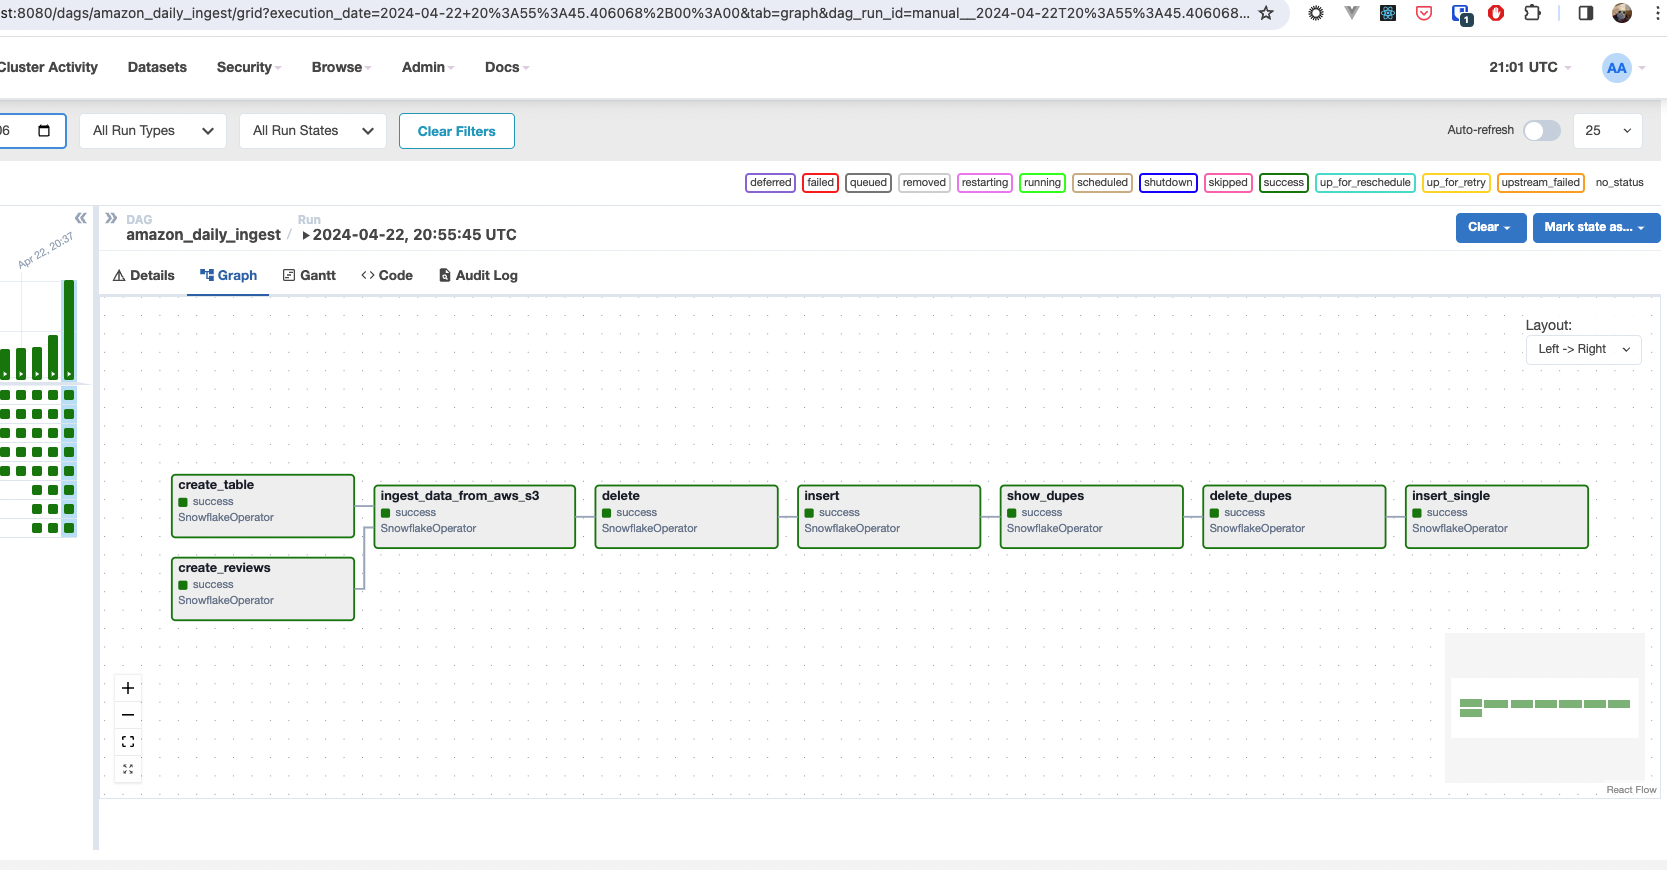 st:8080/dags/amazon_daily_ingest/grid?execution_date=2024-04-22+20%3A55%3A45.406068%2B00%3A00&tab=graph&dag_run_id=manual__2024-04-22T20%3A55%3A45.406068...
1
Cluster Activity Datasets Security Browse Admin Docs 21:01 UTC AA
06 All Run Types All Run States Clear Filters Auto-refresh 25
deferred failed queued removed restarting running scheduled shutdown skipped success up_for_reschedule up_for_retry upstream_failed no_status
Apr 22, 20:37
DAG Run
amazon_daily_ingest / 2024-04-22, 20:55:45 UTC Clear Mark state as...
Details Graph Gantt Code Audit Log
Layout:
Left -> Right
create_table
success
SnowflakeOperator
create_reviews
success
SnowflakeOperator
ingest_data_from_aws_s3
success
SnowflakeOperator
delete
success
SnowflakeOperator
insert
success
SnowflakeOperator
show_dupes
success
SnowflakeOperator
delete_dupes
success
SnowflakeOperator
insert_single
success
SnowflakeOperator
React Flow